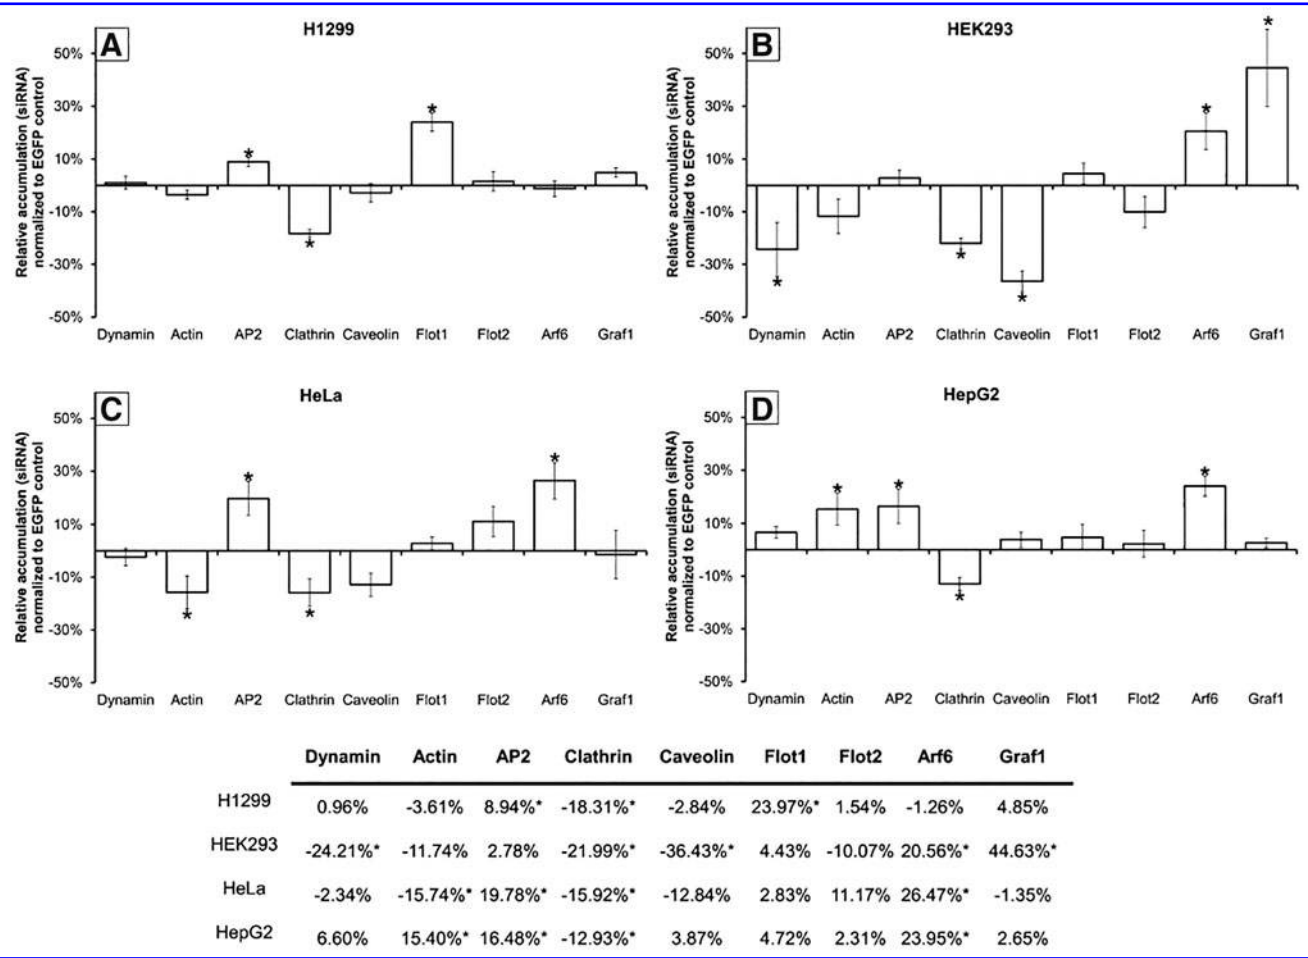 A
H1299
Relative accumulation (siRNA)
normalized to EGFP control
50%
30%
10%
-10%
-30%
-50%
*
*
*
Dynamin Actin AP2 Clathrin Caveolin Flot1 Flot2 Arf6 Graf1
B
HEK293
Relative accumulation (siRNA)
normalized to EGFP control
50%
30%
10%
-10%
-30%
-50%
*
*
*
*
*
Dynamin Actin AP2 Clathrin Caveolin Flot1 Flot2 Arf6 Graf1
C
HeLa
Relative accumulation (siRNA)
normalized to EGFP control
50%
30%
10%
-10%
-30%
-50%
*
*
*
*
Dynamin Actin AP2 Clathrin Caveolin Flot1 Flot2 Arf6 Graf1
D
HepG2
Relative accumulation (siRNA)
normalized to EGFP control
50%
30%
10%
-10%
-30%
-50%
*
*
*
*
Dynamin Actin AP2 Clathrin Caveolin Flot1 Flot2 Arf6 Graf1
Dynamin Actin AP2 Clathrin Caveolin Flot1 Flot2 Arf6 Graf1
H1299 0.96% -3.61% 8.94%* -18.31%* -2.84% 23.97%* 1.54% -1.26% 4.85%
HEK293 -24.21%* -11.74% 2.78% -21.99%* -36.43%* 4.43% -10.07% 20.56%* 44.63%*
HeLa -2.34% -15.74%* 19.78%* -15.92%* -12.84% 2.83% 11.17% 26.47%* -1.35%
HepG2 6.60% 15.40%* 16.48%* -12.93%* 3.87% 4.72% 2.31% 23.95%* 2.65%